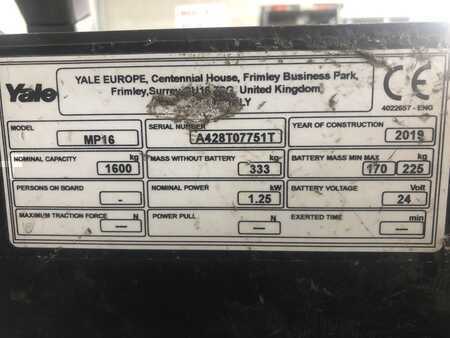 Yale
YALE EUROPE, Centennial House, Frimley Business Park,
Frimley, Surrey United Kingdom
CE
4022657 - ENG
MODEL MP16
SERIAL NUMBER A428T07751T
YEAR OF CONSTRUCTION 2019
NOMINAL CAPACITY kg 1600
MASS WITHOUT BATTERY kg 333
BATTERY MASS MIN MAX kg 170 225
PERSONS ON BOARD -
NOMINAL POWER kW 1.25
BATTERY VOLTAGE Volt 24
MAXIMUM TRACTION FORCE N —
POWER PULL N —
EXERTED TIME min —